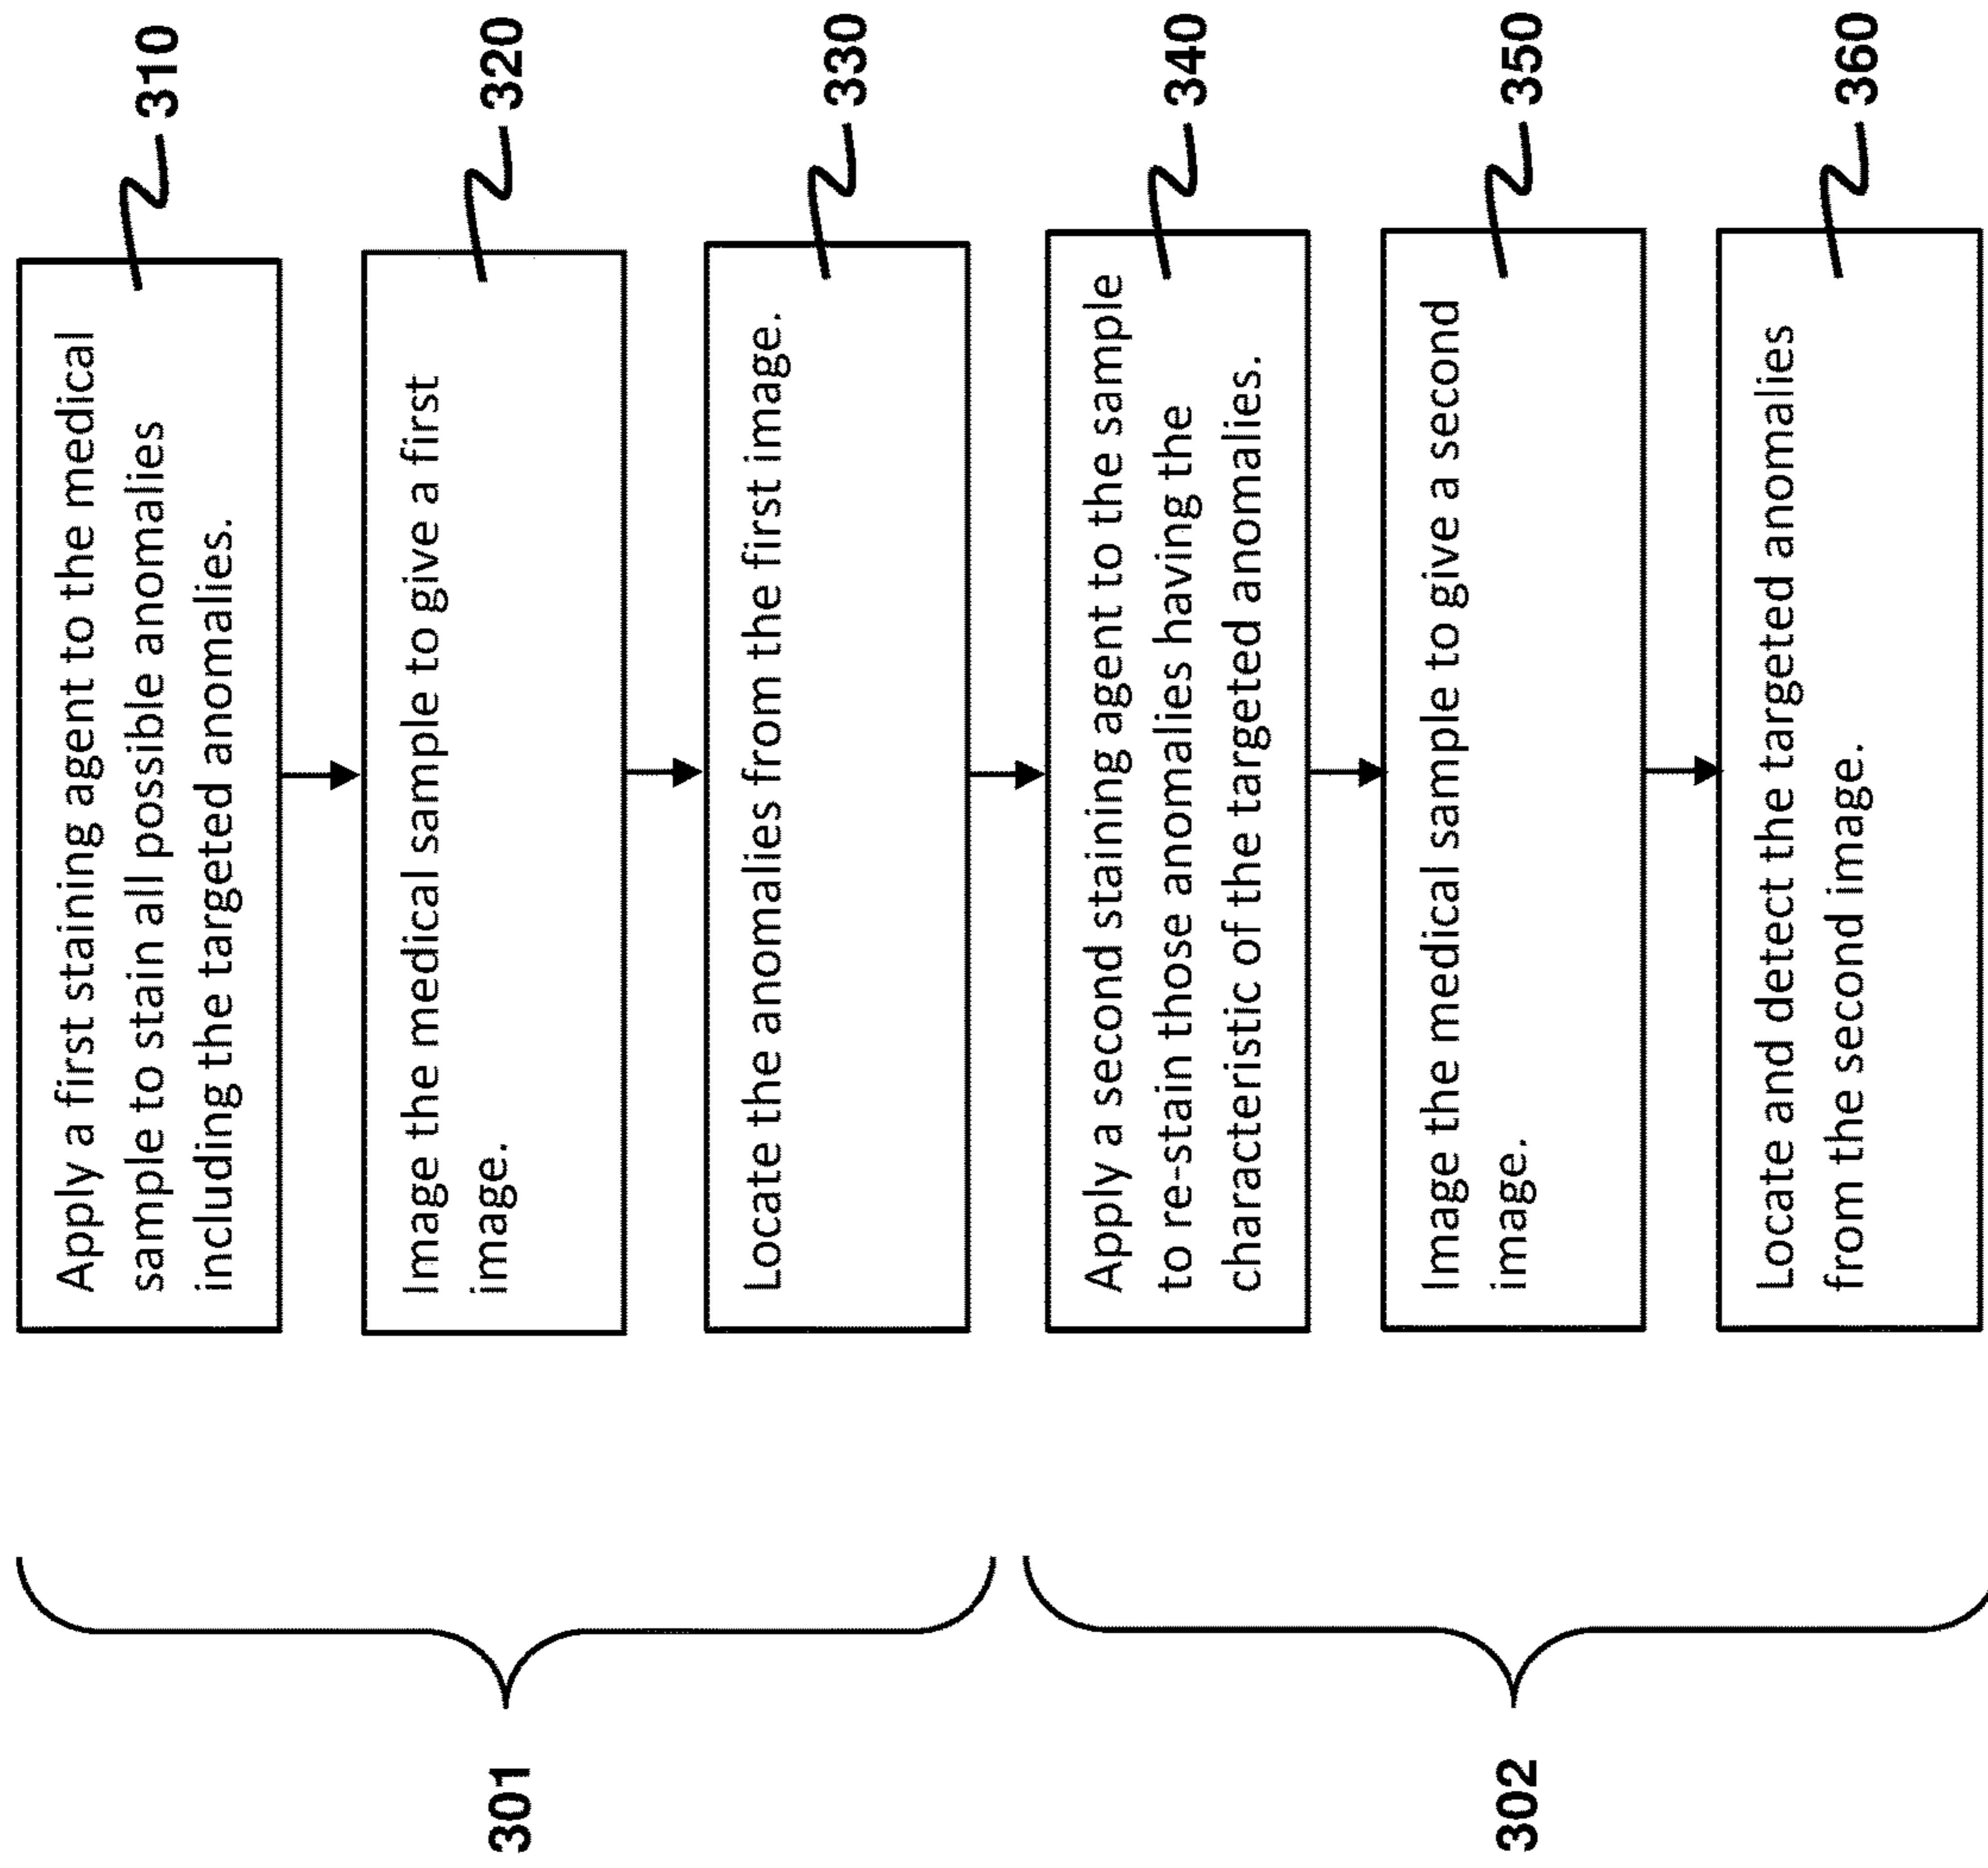 301
Apply a first staining agent to the medical
sample to stain all possible anomalies
including the targeted anomalies.
310
Image the medical sample to give a first
image.
320
Locate the anomalies from the first image.
330
302
Apply a second staining agent to the sample
to re-stain those anomalies having the
characteristic of the targeted anomalies.
340
Image the medical sample to give a second
image.
350
Locate and detect the targeted anomalies
from the second image.
360